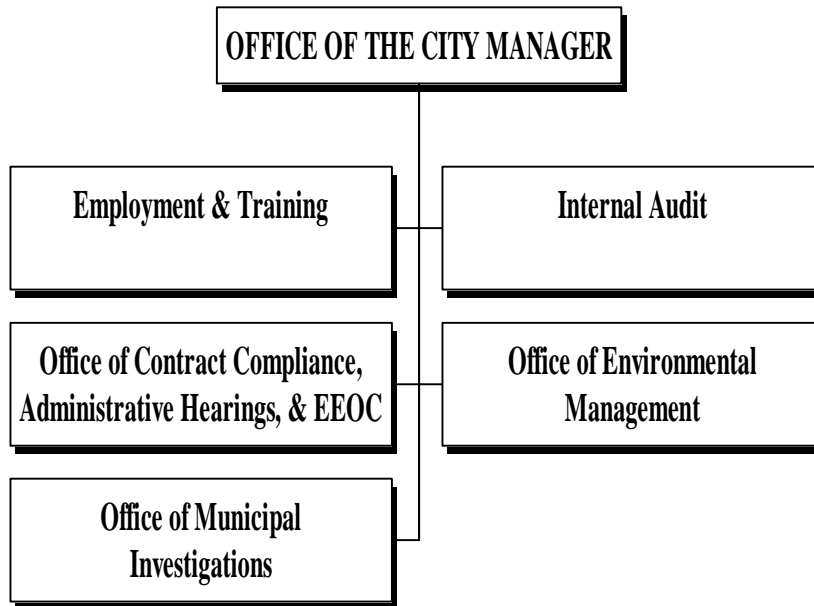 OFFICE OF THE CITY MANAGER
Employment & Training
Internal Audit
Office of Contract Compliance,
Administrative Hearings, & EEOC
Office of Environmental
Management
Office of Municipal
Investigations